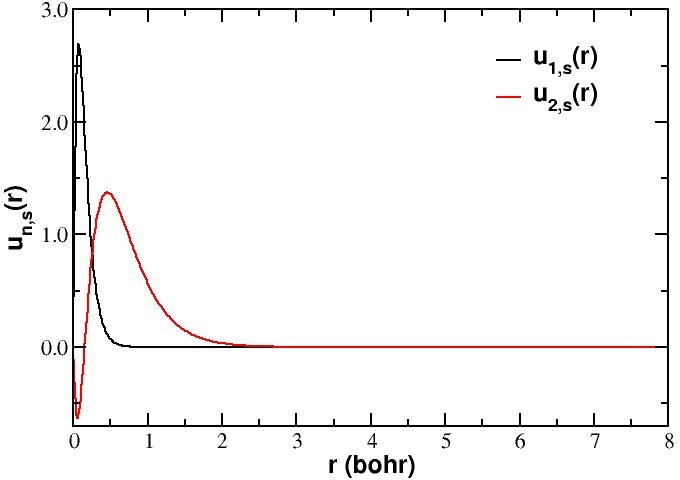 3.0
2.0
1.0
0.0
u1,s(r)
u2,s(r)
un,s(r)
0 1 2 3 4 5 6 7 8
r (bohr)